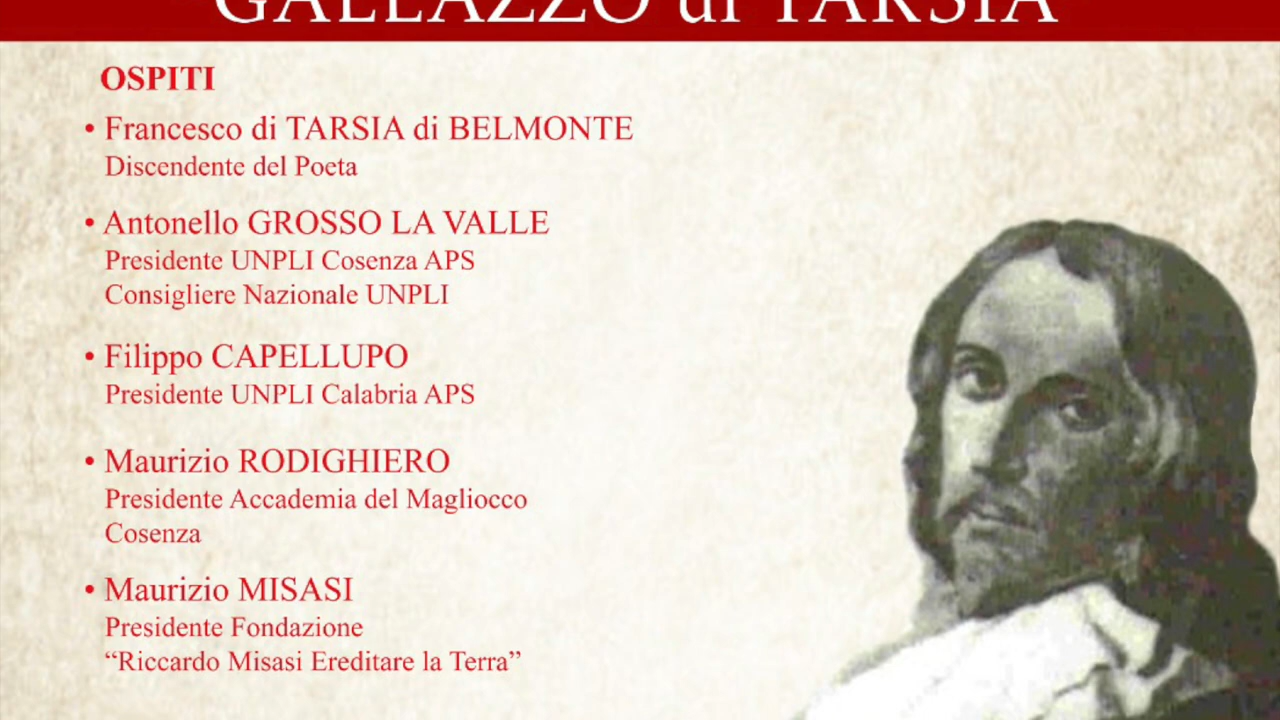 GALLAZZO di TARSIA
OSPITI
• Francesco di TARSIA di BELMONTE
Discendente del Poeta
• Antonello GROSSO LA VALLE
Presidente UNPLI Cosenza APS
Consigliere Nazionale UNPLI
• Filippo CAPELLUPO
Presidente UNPLI Calabria APS
• Maurizio RODIGHIERO
Presidente Accademia del Magliocco
Cosenza
• Maurizio MISASI
Presidente Fondazione
“Riccardo Misasi Ereditare la Terra”